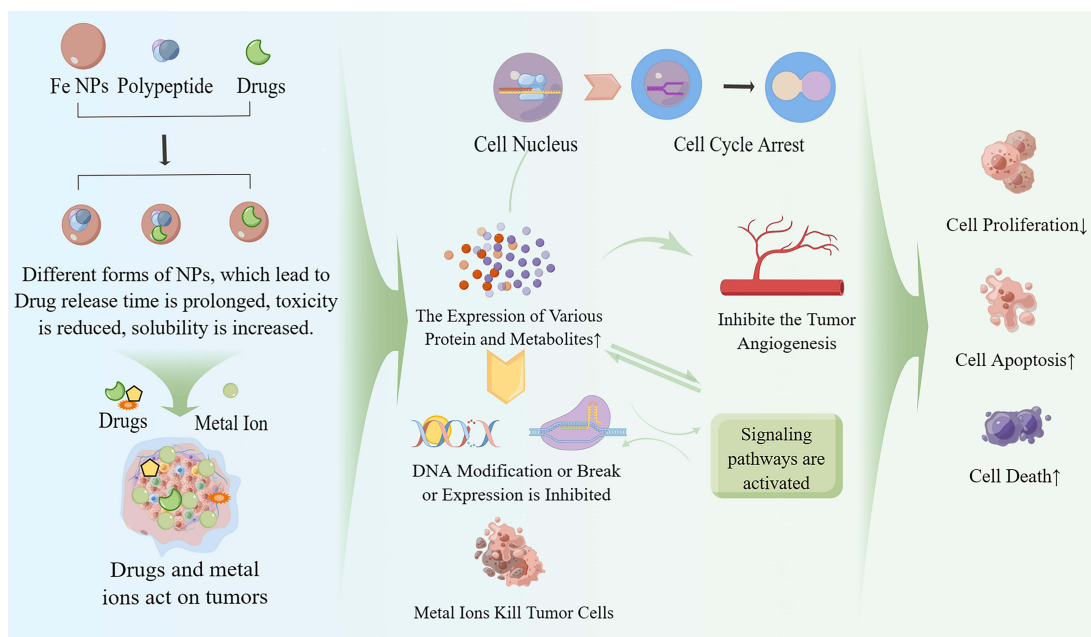 Fe NPs
Polypeptide
Drugs
Different forms of NPs, which lead to
Drug release time is prolonged, toxicity
is reduced, solubility is increased.
Drugs
Metal Ion
Drugs and metal
ions act on tumors
Cell Nucleus
Cell Cycle Arrest
The Expression of Various
Protein and Metabolites↑
Inhibite the Tumor
Angiogenesis
DNA Modification or Break
or Expression is Inhibited
Signaling
pathways are
activated
Metal Ions Kill Tumor Cells
Cell Proliferation↓
Cell Apoptosis↑
Cell Death↑